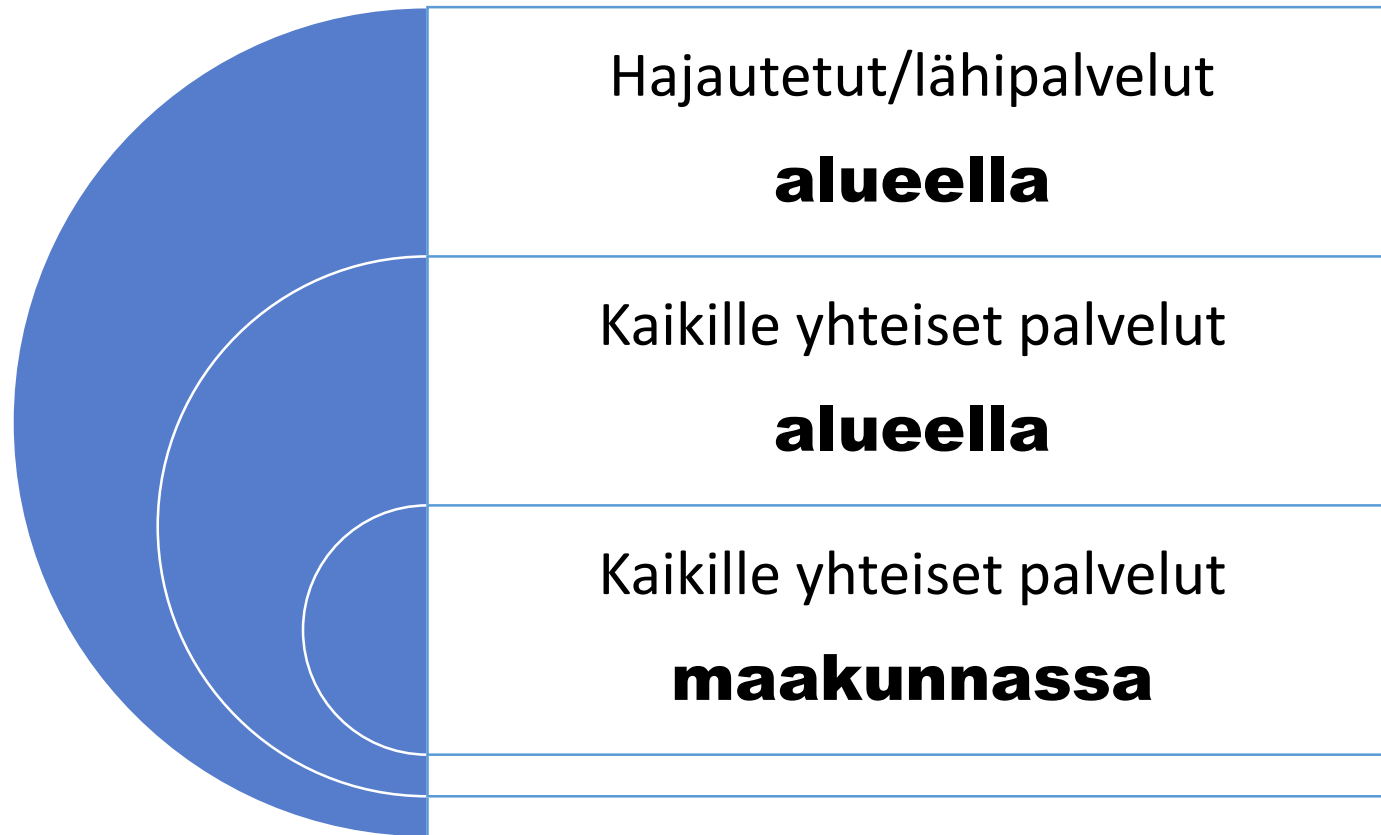 Hajautetut/lähipalvelut
alueella
Kaikille yhteiset palvelut
alueella
Kaikille yhteiset palvelut
maakunnassa